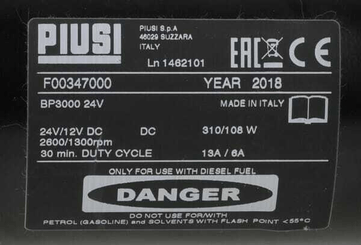 PIUSI
PIUSI S.p.A
46029 SUZZARA
ITALY
Ln 1462101
EAC CE
F00347000 YEAR 2018
BP3000 24V MADE IN ITALY
24V/12V DC DC 310/108 W
2600/1300rpm
30 min. DUTY CYCLE 13A / 6A
ONLY FOR USE WITH DIESEL FUEL
DANGER
DO NOT USE FOR/WITH
PETROL (GASOLINE) and SOLVENTS WITH FLASH POINT <55°C